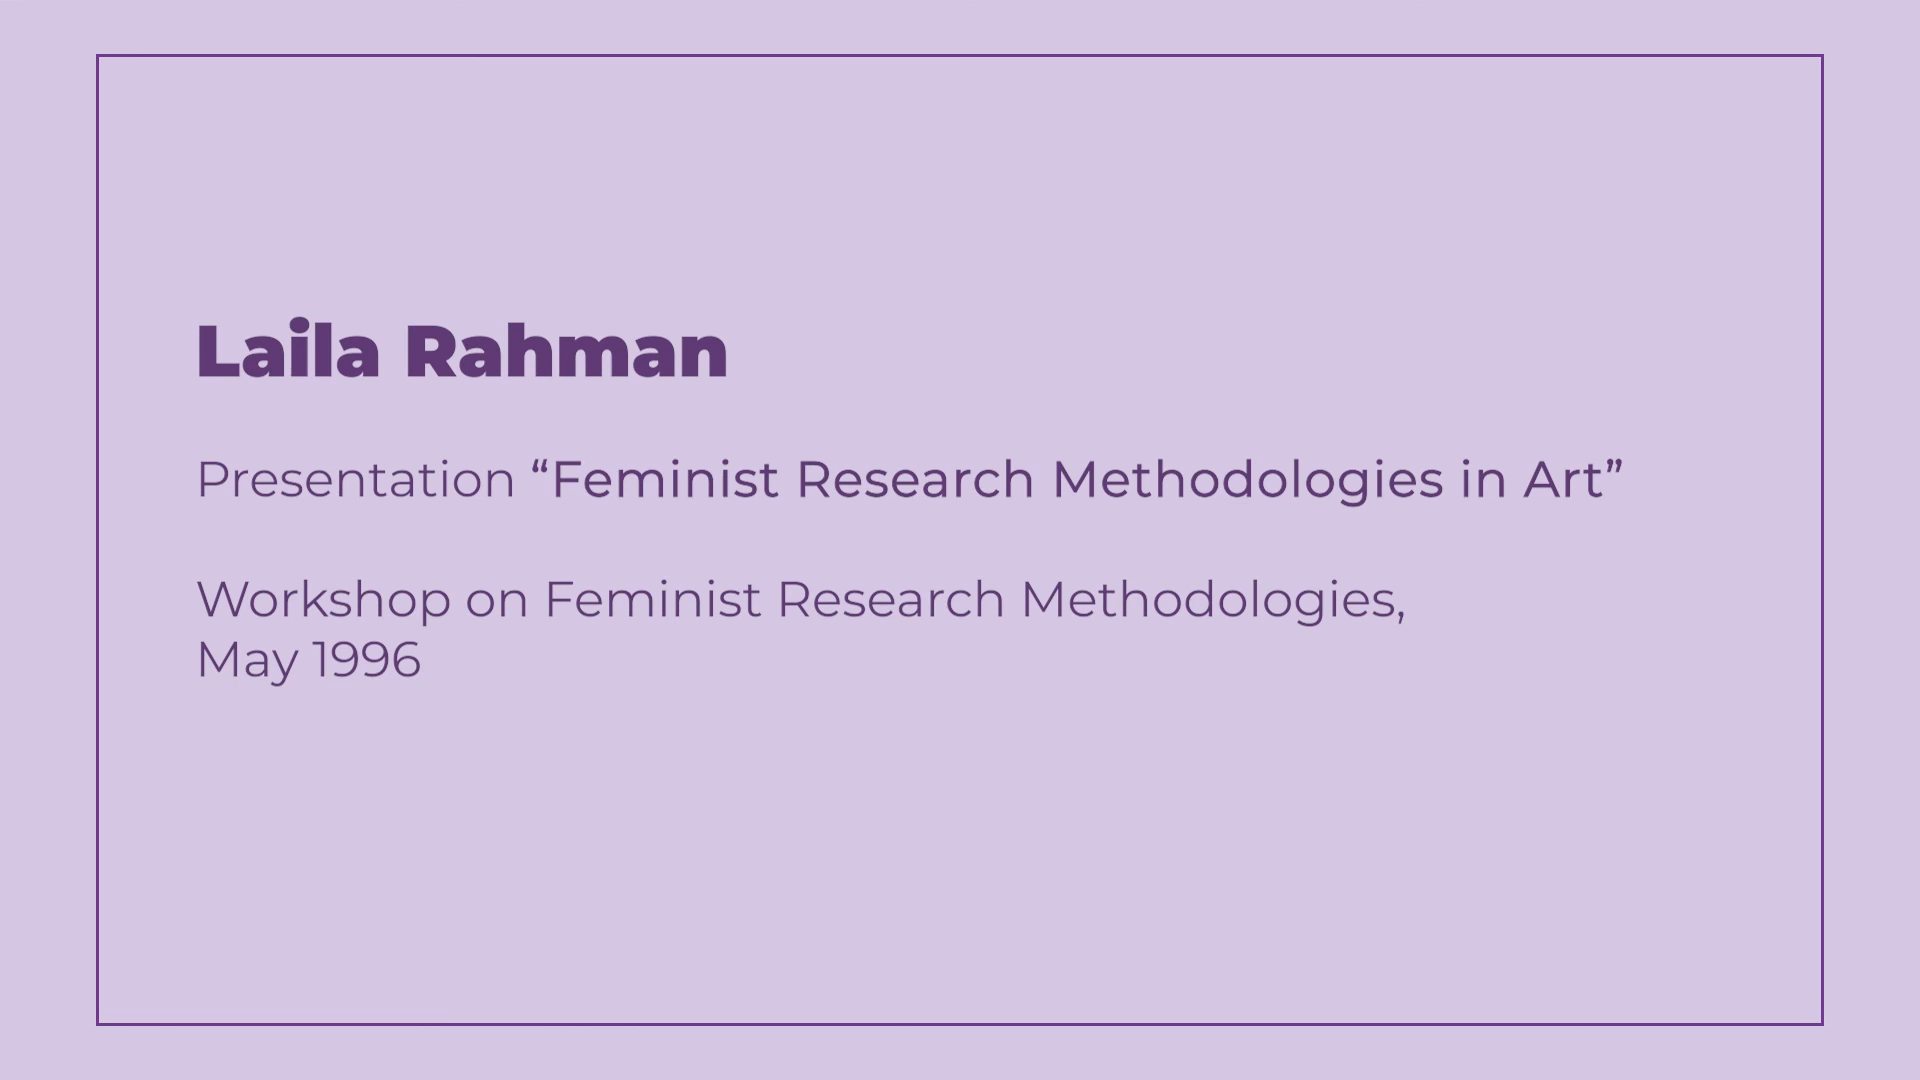 Laila Rahman
Presentation “Feminist Research Methodologies in Art”
Workshop on Feminist Research Methodologies,
May 1996